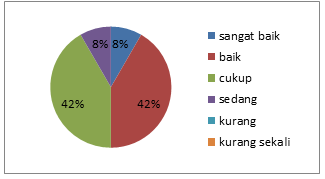 8%
8%
42%
42%
sangat baik
baik
cukup
sedang
kurang
kurang sekali